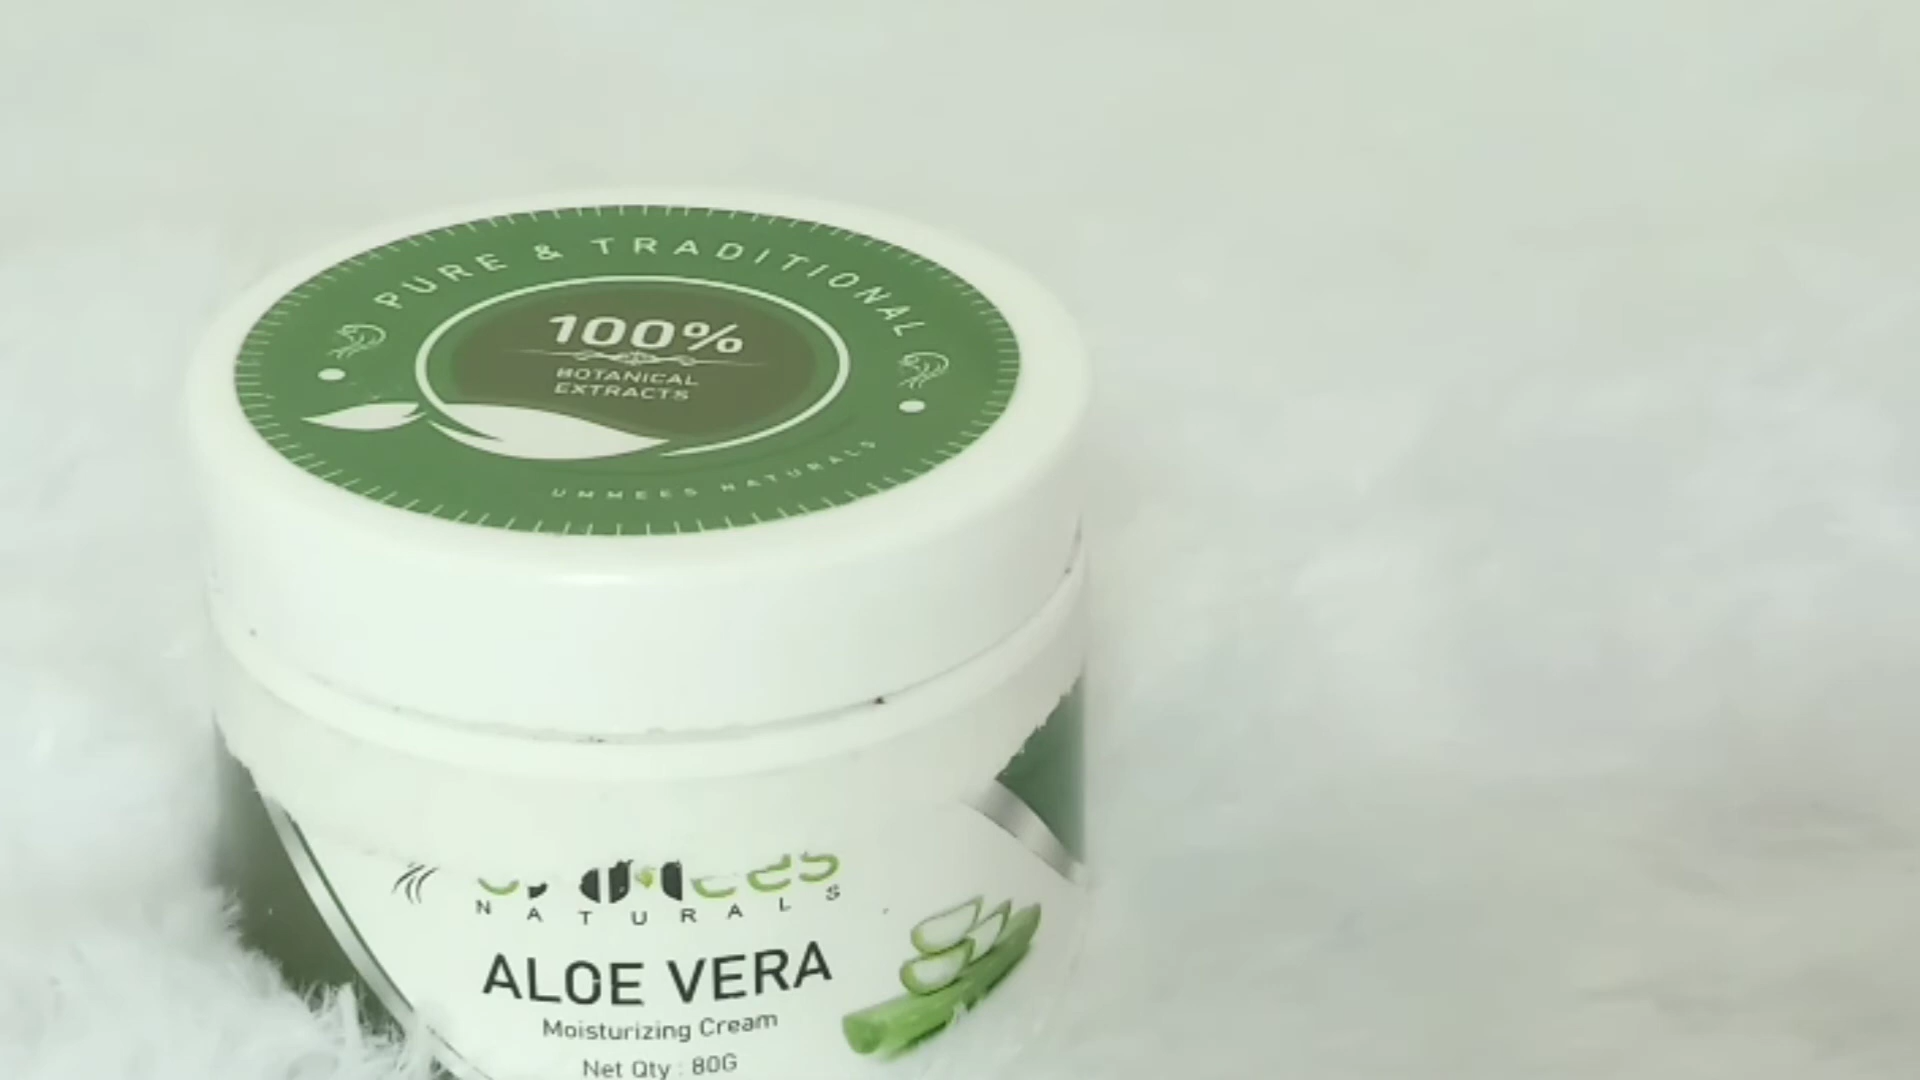 PURE & TRADITIONAL
100%
BOTANICAL
EXTRACTS
UMMEES NATURALS
NATURALS
ALOE VERA
Moisturizing Cream
Net Qty : 80G